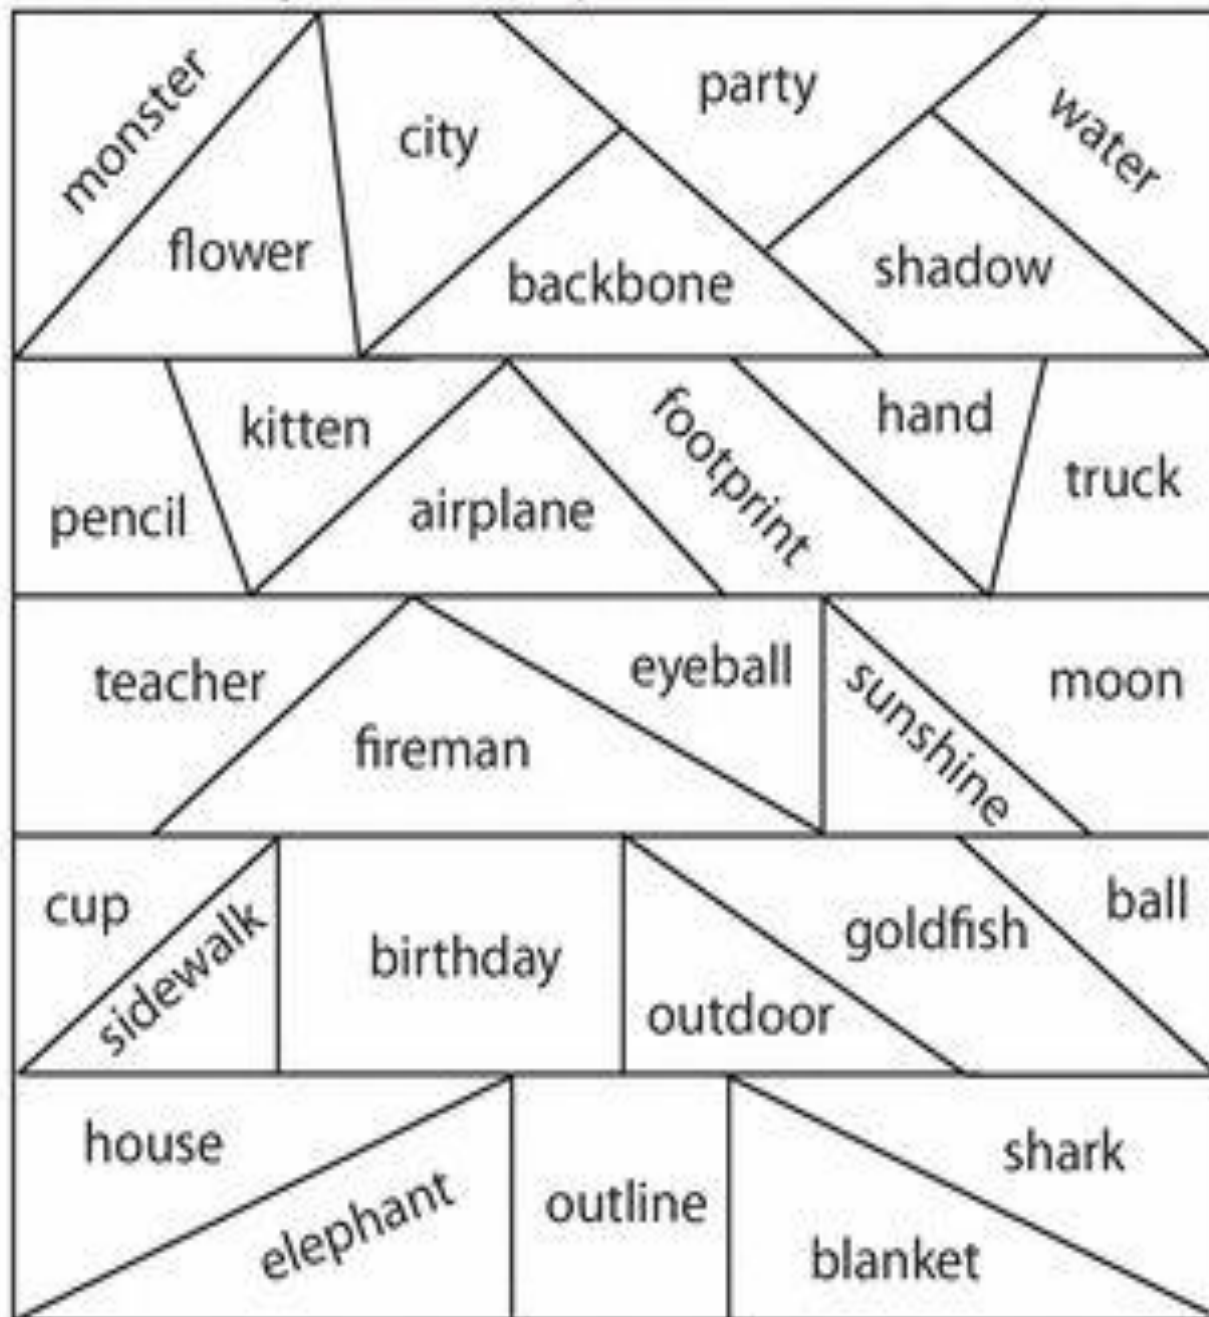 monster
flower
city
backbone
party
shadow
water
pencil
kitten
airplane
footprint
hand
truck
teacher
fireman
eyeball
sunshine
moon
cup
sidewalk
birthday
outdoor
goldfish
ball
house
elephant
outline
blanket
shark